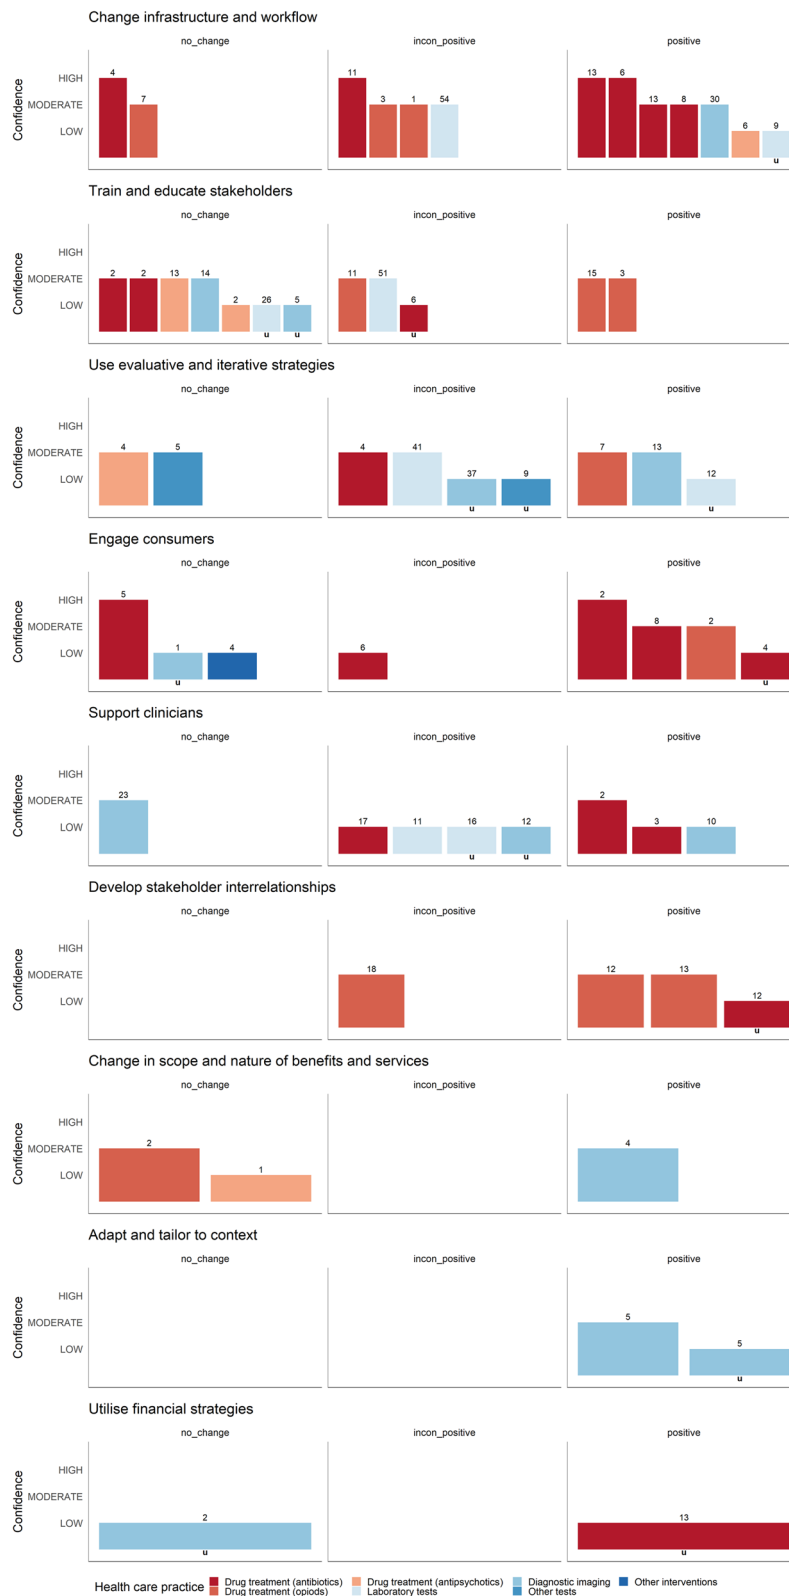 Change infrastructure and workflow
no_change incon_positive positive
Confidence
HIGH
MODERATE
LOW
4 7
11 3 1 54
13 6 13 8 30 6 9
u
Train and educate stakeholders
no_change incon_positive positive
Confidence
HIGH
MODERATE
LOW
2 2 13 14 2 26 5
u u
11 51 6
u
15 3
Use evaluative and iterative strategies
no_change incon_positive positive
Confidence
HIGH
MODERATE
LOW
4 5
4 41 37 9
u u
7 13 12
u
Engage consumers
no_change incon_positive positive
Confidence
HIGH
MODERATE
LOW
5 1 4
u
6
2 8 2 4
u
Support clinicians
no_change incon_positive positive
Confidence
HIGH
MODERATE
LOW
23
17 11 16 12
u u
2 3 10
Develop stakeholder interrelationships
no_change incon_positive positive
Confidence
HIGH
MODERATE
LOW
18
12 13 12
u
Change in scope and nature of benefits and services
no_change incon_positive positive
Confidence
HIGH
MODERATE
LOW
2 1
4
Adapt and tailor to context
no_change incon_positive positive
Confidence
HIGH
MODERATE
LOW
5 5
u
Utilise financial strategies
no_change incon_positive positive
Confidence
HIGH
MODERATE
LOW
2
u
13
u
Health care practice
Drug treatment (antibiotics) Drug treatment (antipsychotics) Diagnostic imaging Other interventions
Drug treatment (opiods) Laboratory tests Other tests